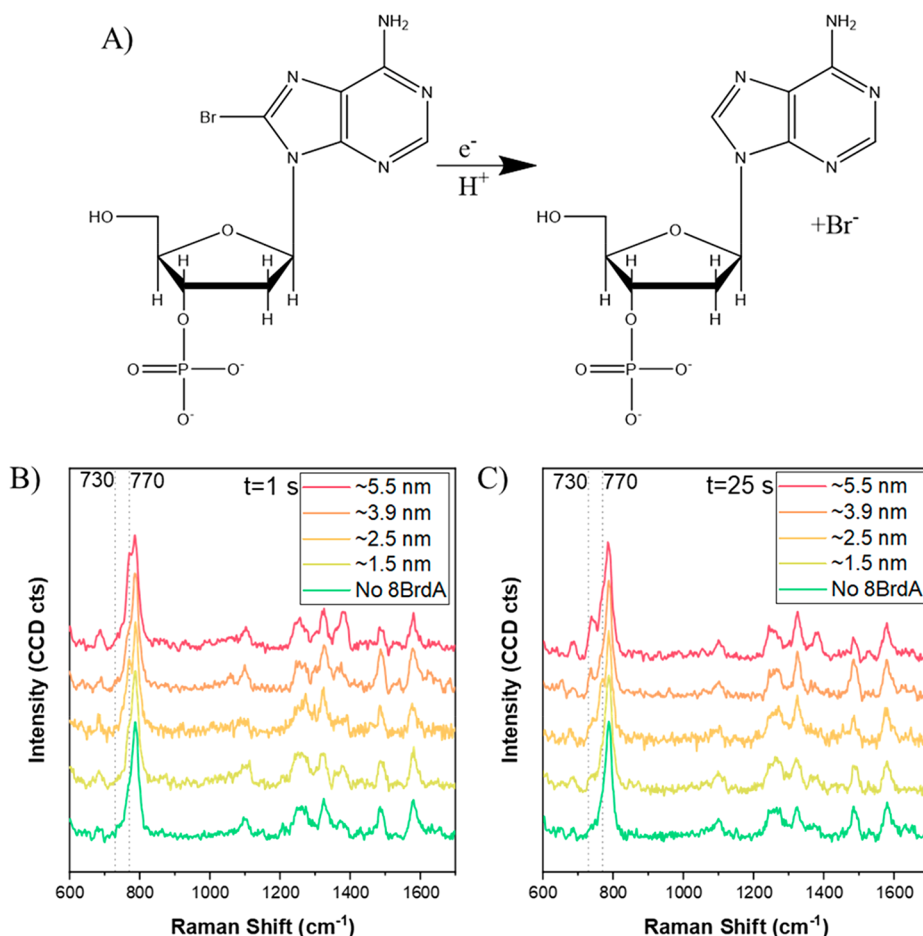 A)
NH2
N
N
Br
N
N
HO
O
H
H
H
H
O
O
P
O-
O-
e-
H+
NH2
N
N
N
N
HO
O
H
H
H
H
O
O
P
O-
O-
+Br-
B)
730
770
t=1 s
~5.5 nm
~3.9 nm
~2.5 nm
~1.5 nm
No 8BrdA
Intensity (CCD cts)
600 800 1000 1200 1400 1600
Raman Shift (cm-1)
C)
730
770
t=25 s
~5.5 nm
~3.9 nm
~2.5 nm
~1.5 nm
No 8BrdA
Intensity (CCD cts)
600 800 1000 1200 1400 1600
Raman Shift (cm-1)